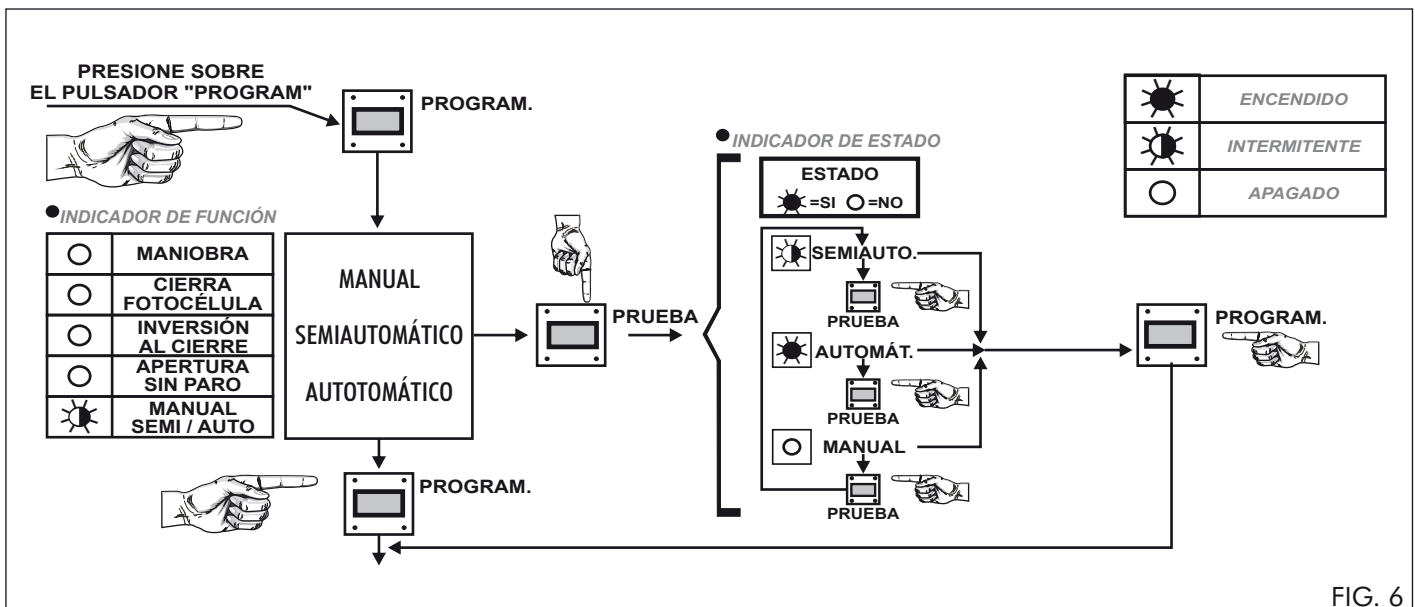 PRESIONE SOBRE
EL PULSADOR "PROGRAM"
PROGRAM.
INDICADOR DE FUNCIÓN
MANIOBRA
CIERRA
FOTOCÉLULA
INVERSIÓN
AL CIERRE
APERTURA
SIN PARO
MANUAL
SEMI / AUTO
MANUAL
SEMIAUTOMÁTICO
AUTOTOMÁTICO
PROGRAM.
PRUEBA
INDICADOR DE ESTADO
ESTADO
=SI =NO
SEMIAUTO.
PRUEBA
AUTOMÁT.
PRUEBA
MANUAL
PRUEBA
PROGRAM.
ENCENDIDO
INTERMITENTE
APAGADO
FIG. 6